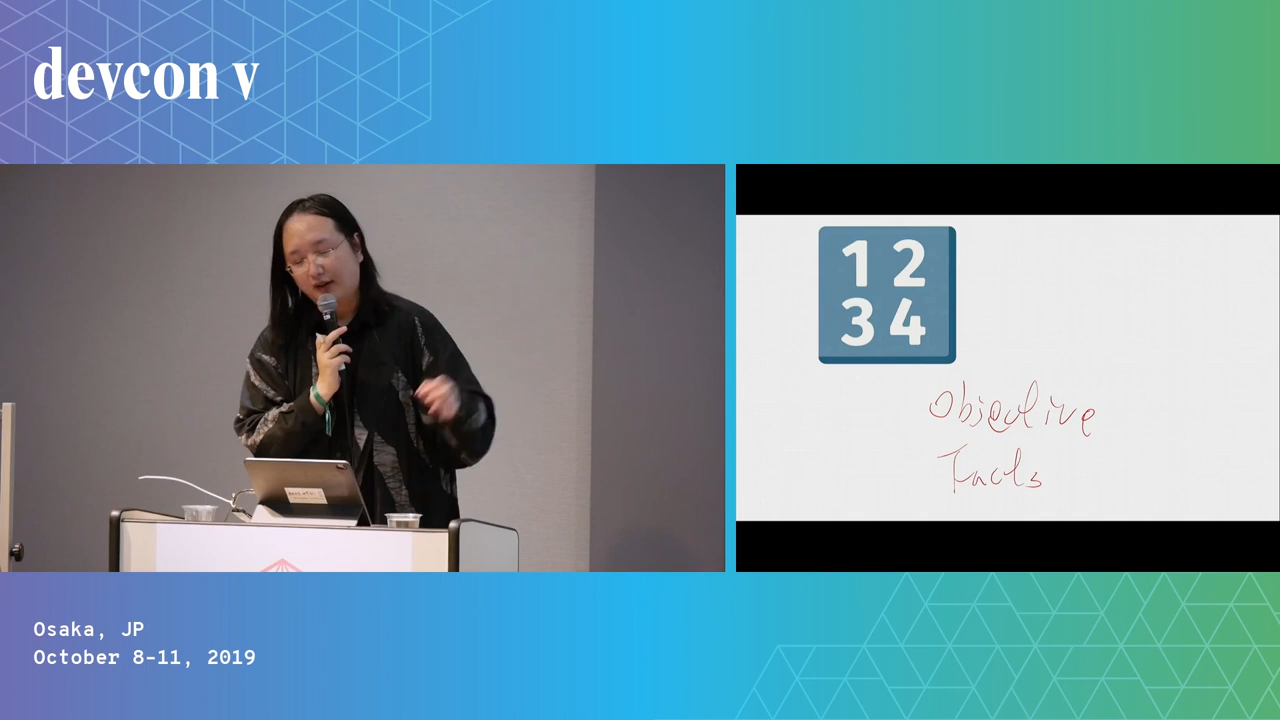 devcon v
1 2
3 4
Objective
Facts
Osaka, JP
October 8-11, 2019